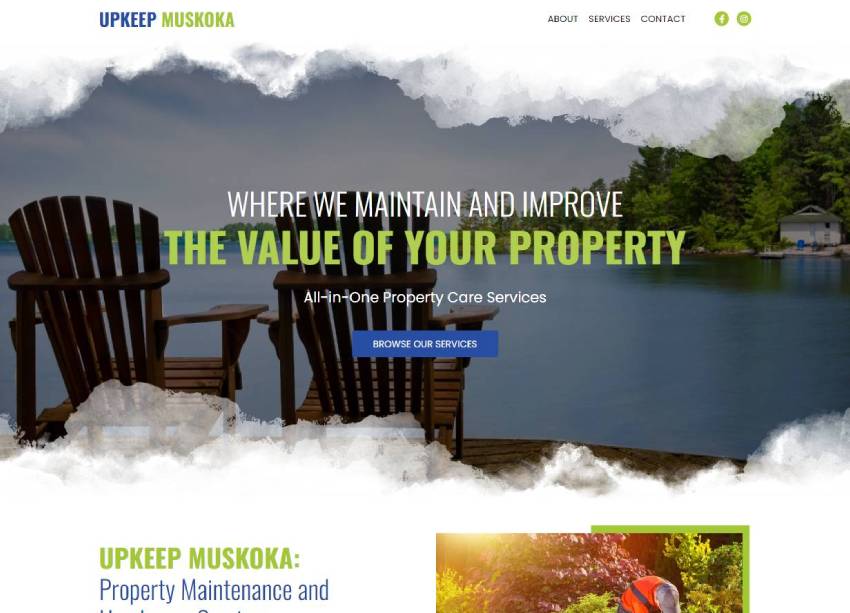 UPKEEP MUSKOKA
ABOUT SERVICES CONTACT
WHERE WE MAINTAIN AND IMPROVE
THE VALUE OF YOUR PROPERTY
All-in-One Property Care Services
BROWSE OUR SERVICES
UPKEEP MUSKOKA:
Property Maintenance and